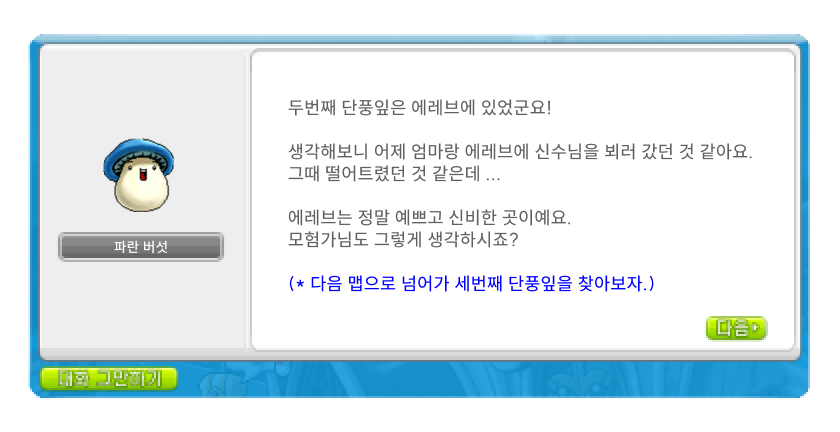 두번째 단풍잎은 에레브에 있었군요!
생각해보니 어제 엄마랑 에레브에 신수님을 뵈러 갔던 것 같아요.
그때 떨어트렸던 것 같은데 ...
에레브는 정말 예쁘고 신비한 곳이예요.
모험가님도 그렇게 생각하시죠?
(* 다음 맵으로 넘어가 세번째 단풍잎을 찾아보자.)
파란 버섯
다음
대화 그만하기